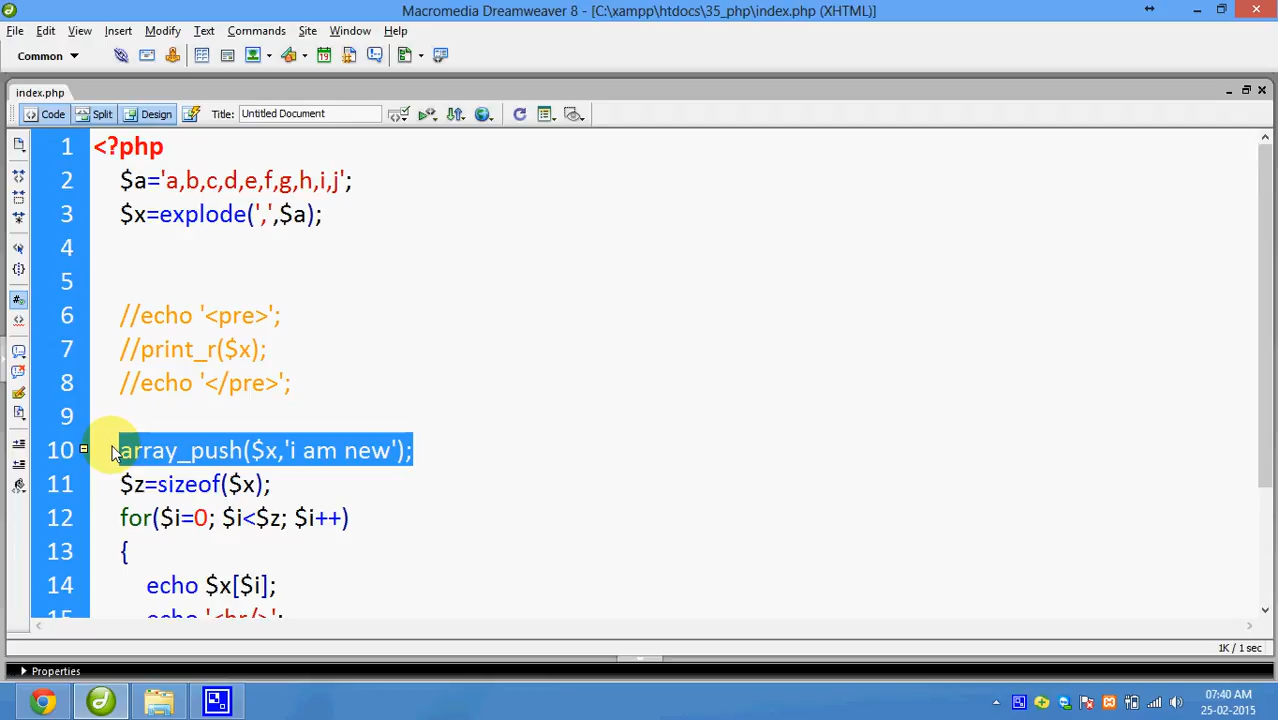 Macromedia Dreamweaver 8 - [C:\xampp\htdocs\35_php\index.php (XHTML)]
File Edit View Insert Modify Text Commands Site Window Help
Common
index.php
Code Split Design Title: Untitled Document
1 <?php
2 $a='a,b,c,d,e,f,g,h,i,j';
3 $x=explode(',',$a);
4
5
6 //echo '<pre>';
7 //print_r($x);
8 //echo '</pre>';
9
10 array_push($x,'i am new');
11 $z=sizeof($x);
12 for($i=0; $i<$z; $i++)
13 {
14 echo $x[$i];
15 echo '<br/>';
1K / 1 sec
Properties
07:40 AM
25-02-2015